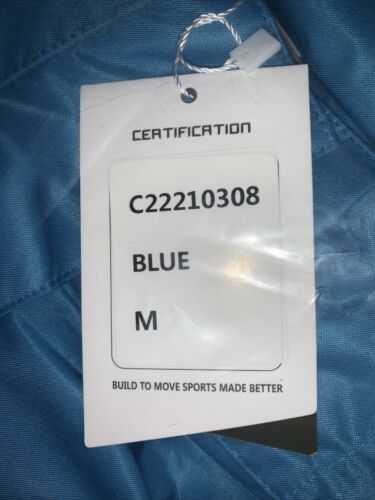 CERTIFICATION
C22210308
BLUE
M
BUILD TO MOVE SPORTS MADE BETTER